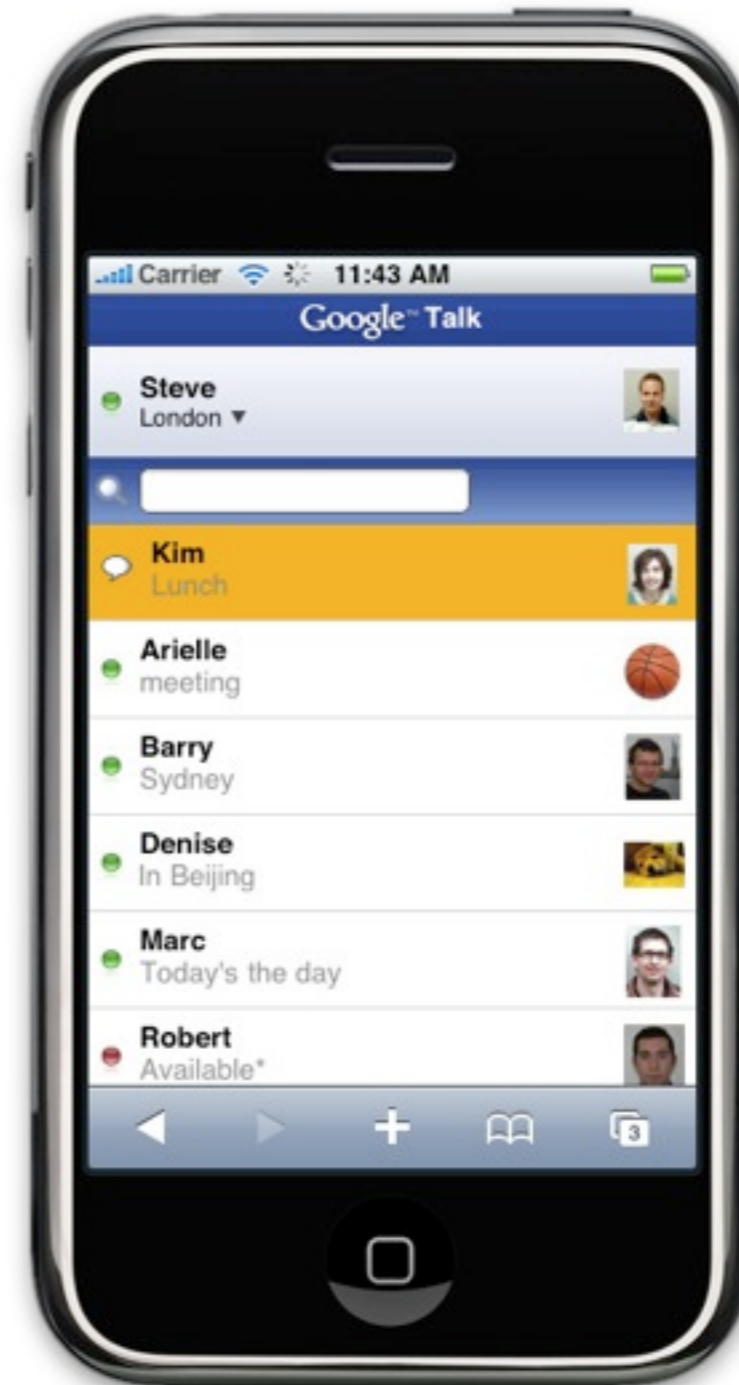 Carrier 11:43 AM
Google™ Talk
Steve
London ▼
Kim
Lunch
Arielle
meeting
Barry
Sydney
Denise
In Beijing
Marc
Today's the day
Robert
Available*
3